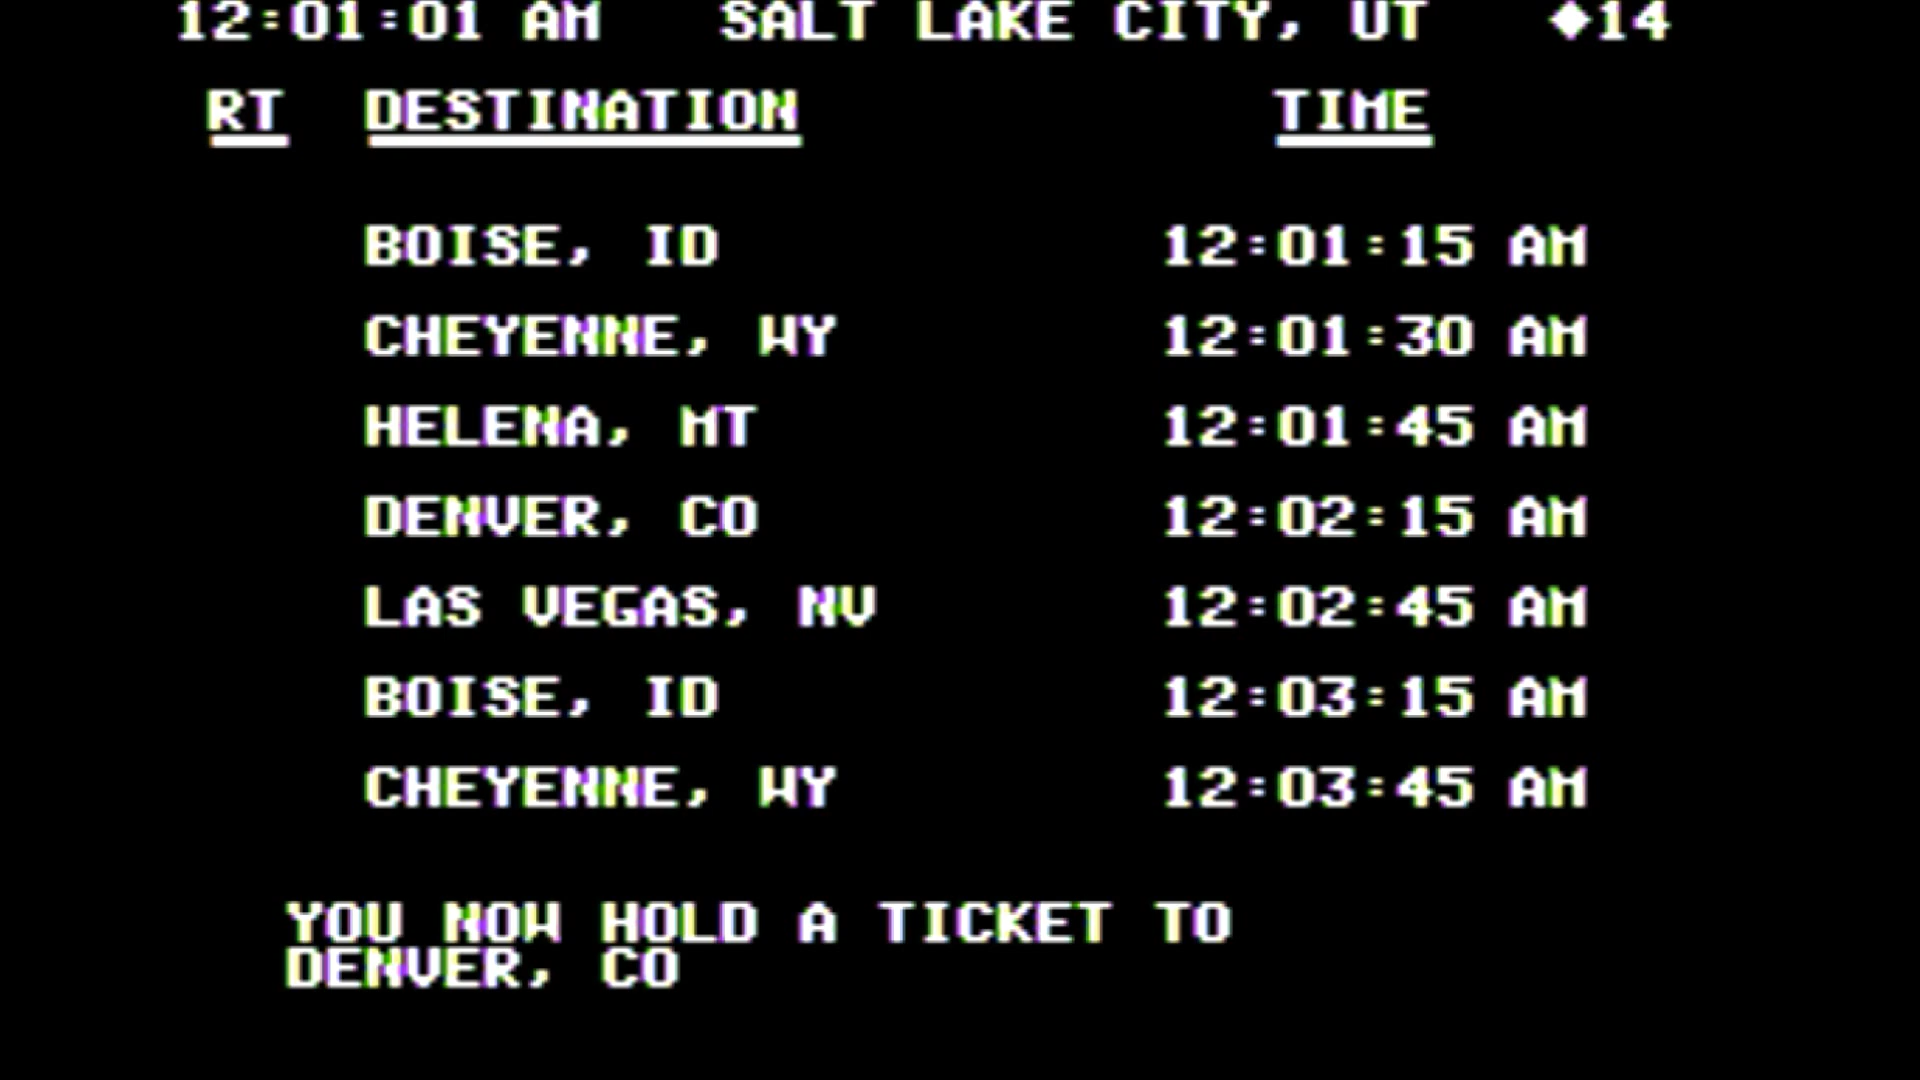 12:01:01 AM SALT LAKE CITY, UT ♦14
RT DESTINATION TIME
BOISE, ID 12:01:15 AM
CHEYENNE, WY 12:01:30 AM
HELENA, MT 12:01:45 AM
DENVER, CO 12:02:15 AM
LAS VEGAS, NV 12:02:45 AM
BOISE, ID 12:03:15 AM
CHEYENNE, WY 12:03:45 AM
YOU NOW HOLD A TICKET TO
DENVER, CO